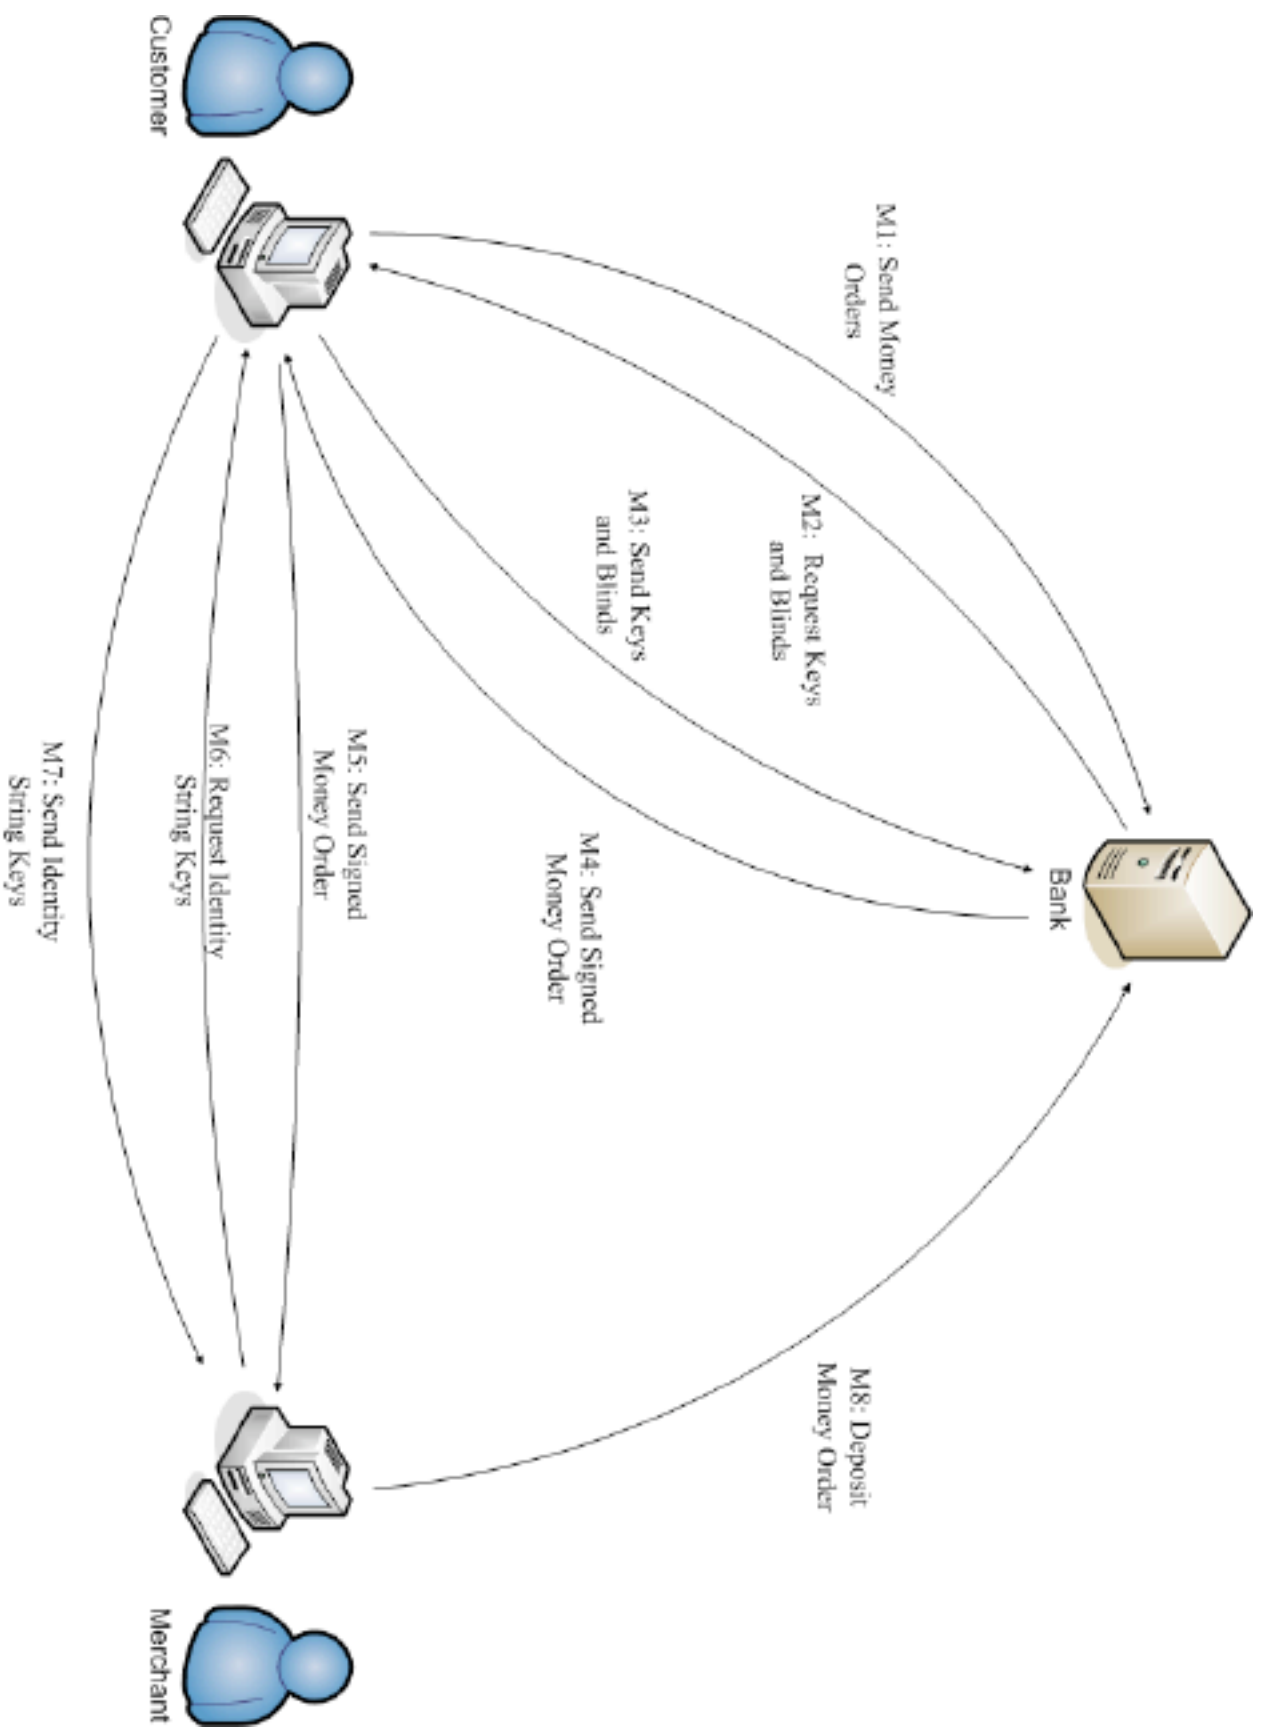 M1: Send Money
Orders
M2: Request Keys
and Blinds
M3: Send Keys
and Blinds
Bank
M4: Send Signed
Money Order
M8: Deposit
Money Order
M5: Send Signed
Money Order
M6: Request Identity
String Keys
M7: Send Identity
String Keys
Customer
Merchant